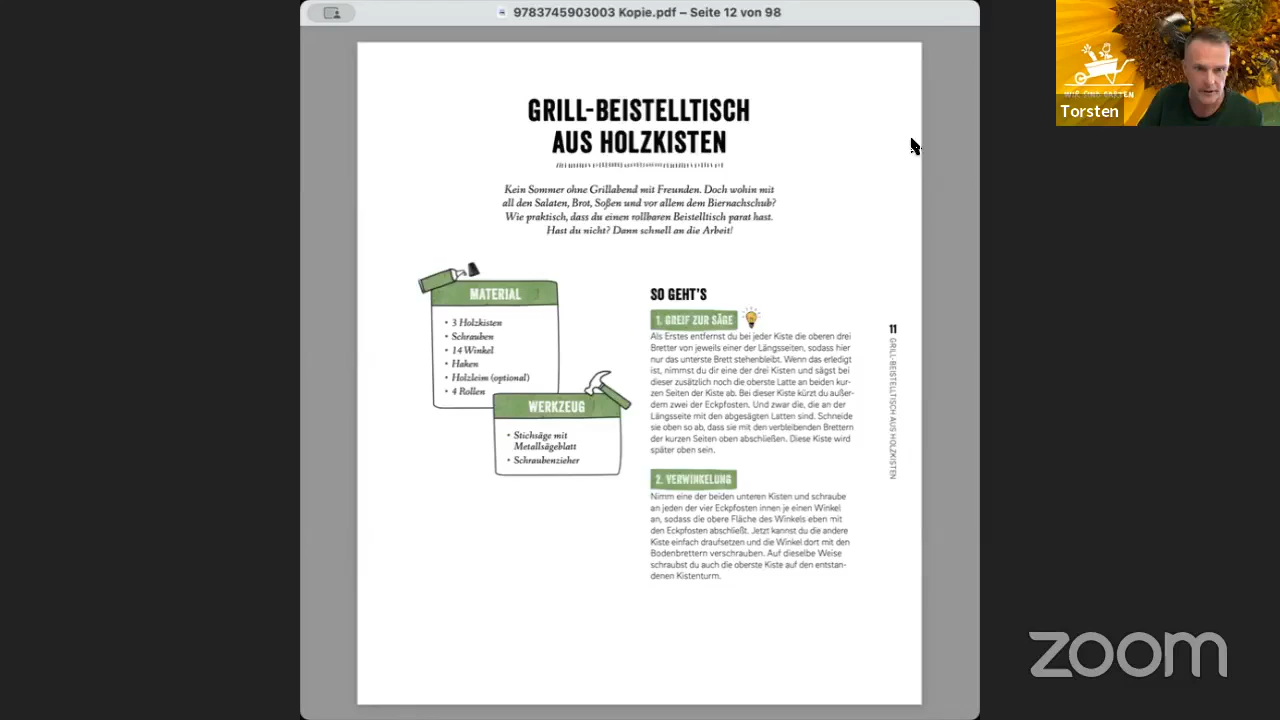 9783745903003 Kopie.pdf – Seite 12 von 98
WIR SIND GARTEN
Torsten
GRILL-BEISTELLTISCH
AUS HOLZKISTEN
Kein Sommer ohne Grillabend mit Freunden. Doch wohin mit
all den Salaten, Brot, Soßen und vor allem dem Biernachschub?
Wie praktisch, dass du einen rollbaren Beistelltisch parat hast.
Hast du nicht? Dann schnell an die Arbeit!
MATERIAL
• 3 Holzkisten
• Schrauben
• 14 Winkel
• Haken
• Holzleim (optional)
• 4 Rollen
WERKZEUG
• Stichsäge mit
Metallsägeblatt
• Schraubenzieher
SO GEHT'S
1. GREIF ZUR SÄGE
Als Erstes entfernst du bei jeder Kiste die oberen drei
Bretter von jeweils einer der Längsseiten, sodass hier
nur das unterste Brett stehenbleibt. Wenn das erledigt
ist, nimmst du dir eine der drei Kisten und sägst bei
dieser zusätzlich noch die oberste Latte an beiden kur-
zen Seiten der Kiste ab. Bei dieser Kiste kürzt du außer-
dem zwei der Eckpfosten. Und zwar die, die an der
Längsseite mit den abgesägten Latten sind. Schneide
sie oben so ab, dass sie mit den verbleibenden Brettern
der kurzen Seiten oben abschließen. Diese Kiste wird
später oben sein.
2. VERWINKELUNG
Nimm eine der beiden unteren Kisten und schraube
an jeden der vier Eckpfosten innen je einen Winkel
an, sodass die obere Fläche des Winkels eben mit
den Eckpfosten abschließt. Jetzt kannst du die andere
Kiste einfach draufsetzen und die Winkel dort mit den
Bodenbrettern verschrauben. Auf dieselbe Weise
schraubst du auch die oberste Kiste auf den entstan-
denen Kistenturm.
11
GRILL-BEISTELLTISCH AUS HOLZKISTEN
zoom